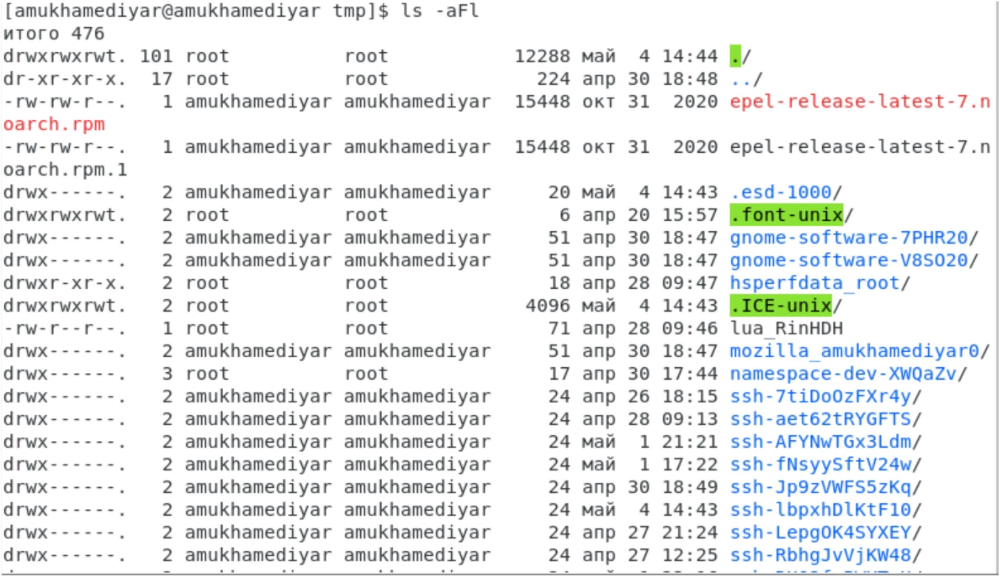 [amukhamediyar@amukhamediyar tmp]$ ls -aFl
итого 476
drwxrwxrwt. 101 root          root            12288 май  4 14:44 ./
dr-xr-xr-x.  17 root          root              224 апр 30 18:48 ../
-rw-rw-r--.   1 amukhamediyar amukhamediyar  15448 окт 31  2020 epel-release-latest-7.n
oarch.rpm
-rw-rw-r--.   1 amukhamediyar amukhamediyar  15448 окт 31  2020 epel-release-latest-7.n
oarch.rpm.1
drwx------.   2 amukhamediyar amukhamediyar     20 май  4 14:43 .esd-1000/
drwxrwxrwt.   2 root          root               6 апр 20 15:57 .font-unix/
drwx------.   2 amukhamediyar amukhamediyar     51 апр 30 18:47 gnome-software-7PHR20/
drwx------.   2 amukhamediyar amukhamediyar     51 апр 30 18:47 gnome-software-V8SO20/
drwxr-xr-x.   2 root          root              18 апр 28 09:47 hsperfdata_root/
drwxrwxrwt.   2 root          root            4096 май  4 14:43 .ICE-unix/
-rw-r--r--.   1 root          root              71 апр 28 09:46 lua_RinHDH
drwx------.   2 amukhamediyar amukhamediyar     51 апр 30 18:47 mozilla_amukhamediyar0/
drwx------.   3 root          root              17 апр 30 17:44 namespace-dev-XWQaZv/
drwx------.   2 amukhamediyar amukhamediyar     24 апр 26 18:15 ssh-7tiDoOzFXr4y/
drwx------.   2 amukhamediyar amukhamediyar     24 апр 28 09:13 ssh-aet62tRYGFTS/
drwx------.   2 amukhamediyar amukhamediyar     24 май  1 21:21 ssh-AFYNwTGx3Ldm/
drwx------.   2 amukhamediyar amukhamediyar     24 май  1 17:22 ssh-fNsyySftV24w/
drwx------.   2 amukhamediyar amukhamediyar     24 апр 30 18:49 ssh-Jp9zVWFS5zKq/
drwx------.   2 amukhamediyar amukhamediyar     24 май  4 14:43 ssh-lbpxhDlKtF10/
drwx------.   2 amukhamediyar amukhamediyar     24 апр 27 21:24 ssh-LepgOK4SYXEY/
drwx------.   2 amukhamediyar amukhamediyar     24 апр 27 12:25 ssh-RbhgJvVjKW48/